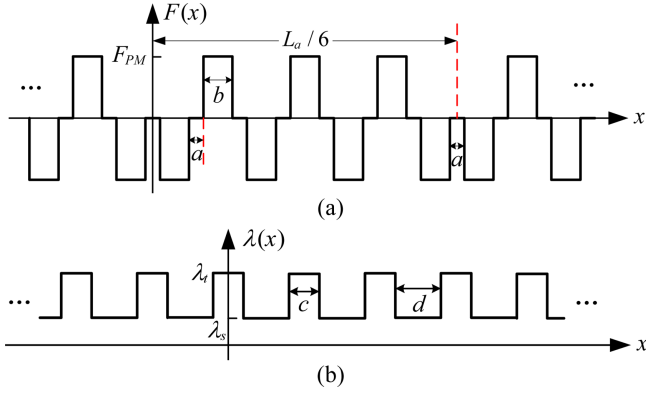 F(x)
L_a / 6
F_PM
b
...
...
x
a
a
(a)
λ(x)
λ_t
c
d
...
...
λ_s
x
(b)